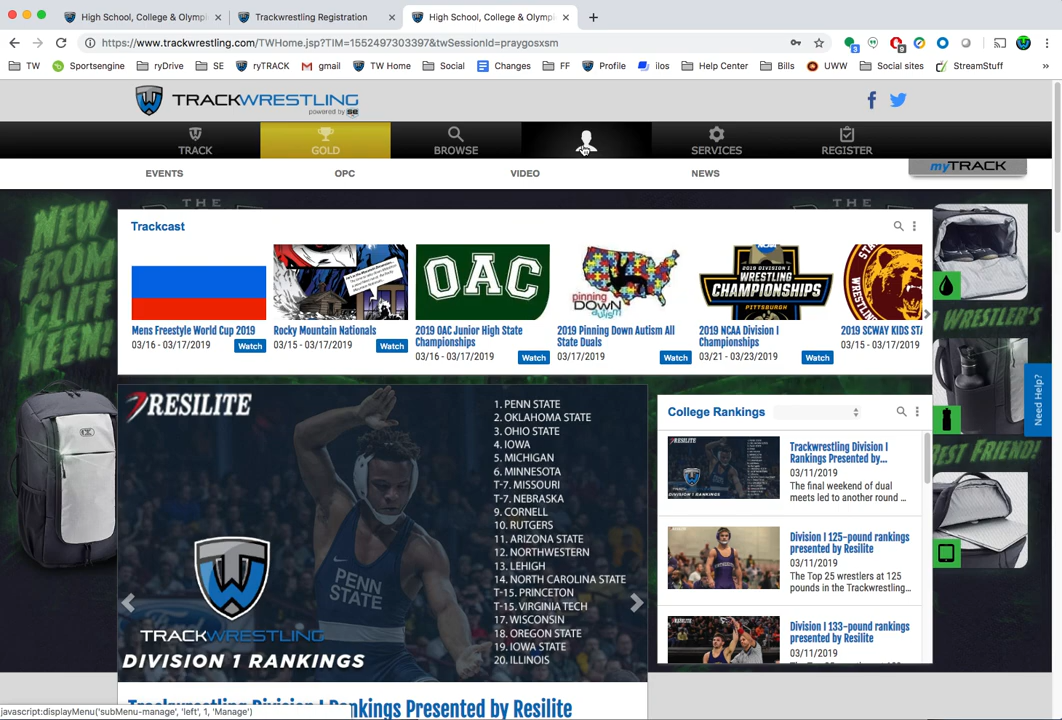 High School, College & Olympi
Trackwrestling Registration
High School, College & Olympi
https://www.trackwrestling.com/TWHome.jsp?TIM=1552497303397&twSessionId=praygosxsm
TW
Sportsengine
ryDrive
SE
ryTRACK
gmail
TW Home
Social
Changes
FF
Profile
ilos
Help Center
Bills
UWW
Social sites
StreamStuff
TRACKWRESTLING
powered by SE
TRACK
GOLD
BROWSE
SERVICES
REGISTER
myTRACK
EVENTS
OPC
VIDEO
NEWS
THE
THE
NEW
Trackcast
OAC
pinning
DOWN
autism
2019 DIVISION I
WRESTLING
CHAMPIONSHIPS
PITTSBURGH
Mens Freestyle World Cup 2019
03/16 - 03/17/2019
Watch
Rocky Mountain Nationals
03/15 - 03/17/2019
Watch
2019 OAC Junior High State
Championships
03/16 - 03/17/2019
Watch
2019 Pinning Down Autism All
State Duals
03/17/2019
Watch
2019 NCAA Division I
Championships
03/21 - 03/23/2019
Watch
2019 SCWAY KIDS STA
03/15 - 03/17/2019
WRESTLER'S
BEST FRIEND!
Need Help?
RESILITE
1. PENN STATE
2. OKLAHOMA STATE
3. OHIO STATE
4. IOWA
5. MICHIGAN
6. MINNESOTA
T-7. MISSOURI
T-7. NEBRASKA
9. CORNELL
10. RUTGERS
11. ARIZONA STATE
12. NORTHWESTERN
13. LEHIGH
14. NORTH CAROLINA STATE
T-15. PRINCETON
T-15. VIRGINIA TECH
17. WISCONSIN
18. OREGON STATE
19. IOWA STATE
20. ILLINOIS
PENN
STATE
TRACKWRESTLING
DIVISION 1 RANKINGS
Trackwrestling Division I Rankings Presented by Resilite
College Rankings
RESILITE
Trackwrestling Division I
Rankings Presented by...
03/11/2019
The final weekend of dual
meets led to another round ...
Division I 125-pound rankings
presented by Resilite
03/11/2019
The Top 25 wrestlers at 125
pounds in the Trackwrestling...
Division I 133-pound rankings
presented by Resilite
03/11/2019
javascript:displayMenu('subMenu-manage', 'left', 1, 'Manage')